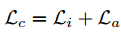 ℒ_c = ℒ_i + ℒ_a